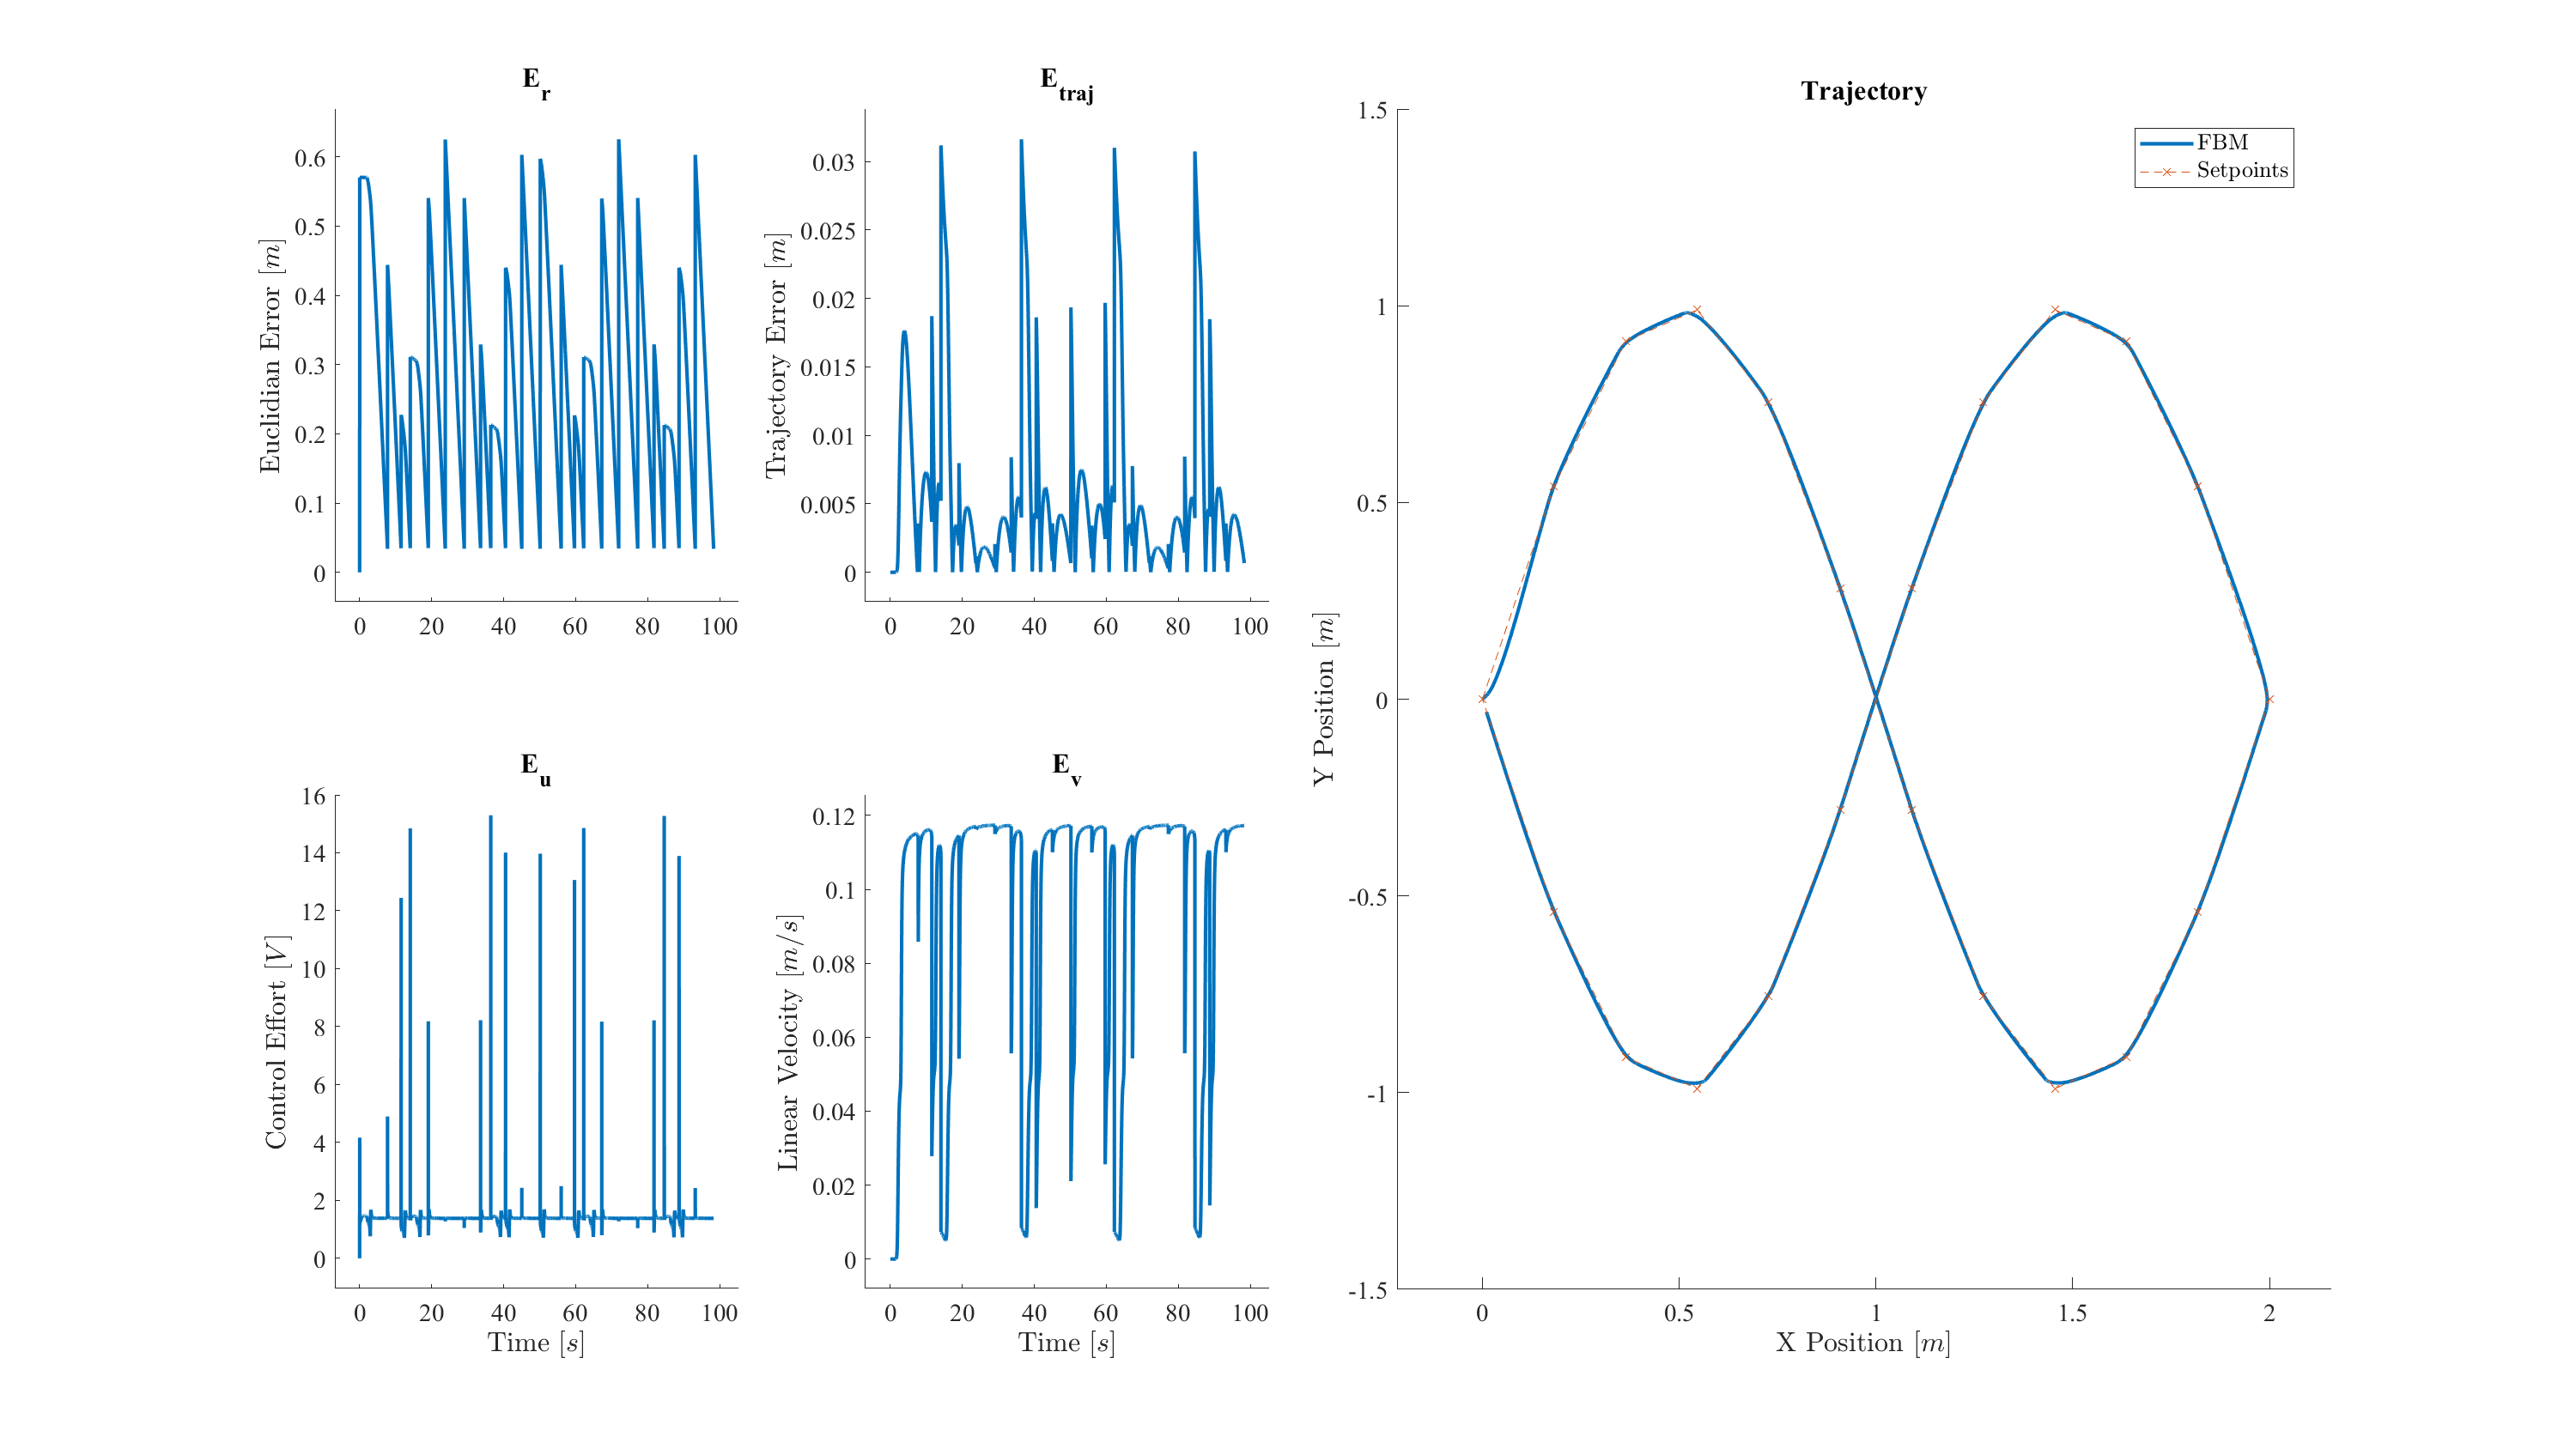 E_r
Euclidian Error [m]
0.6
0.5
0.4
0.3
0.2
0.1
0
0 20 40 60 80 100
E_traj
Trajectory Error [m]
0.03
0.025
0.02
0.015
0.01
0.005
0
0 20 40 60 80 100
E_u
Control Effort [V]
16
14
12
10
8
6
4
2
0
0 20 40 60 80 100
Time [s]
E_v
Linear Velocity [m/s]
0.12
0.1
0.08
0.06
0.04
0.02
0
0 20 40 60 80 100
Time [s]
Trajectory
FBM
Setpoints
Y Position [m]
1.5
1
0.5
0
-0.5
-1
-1.5
0 0.5 1 1.5 2
X Position [m]